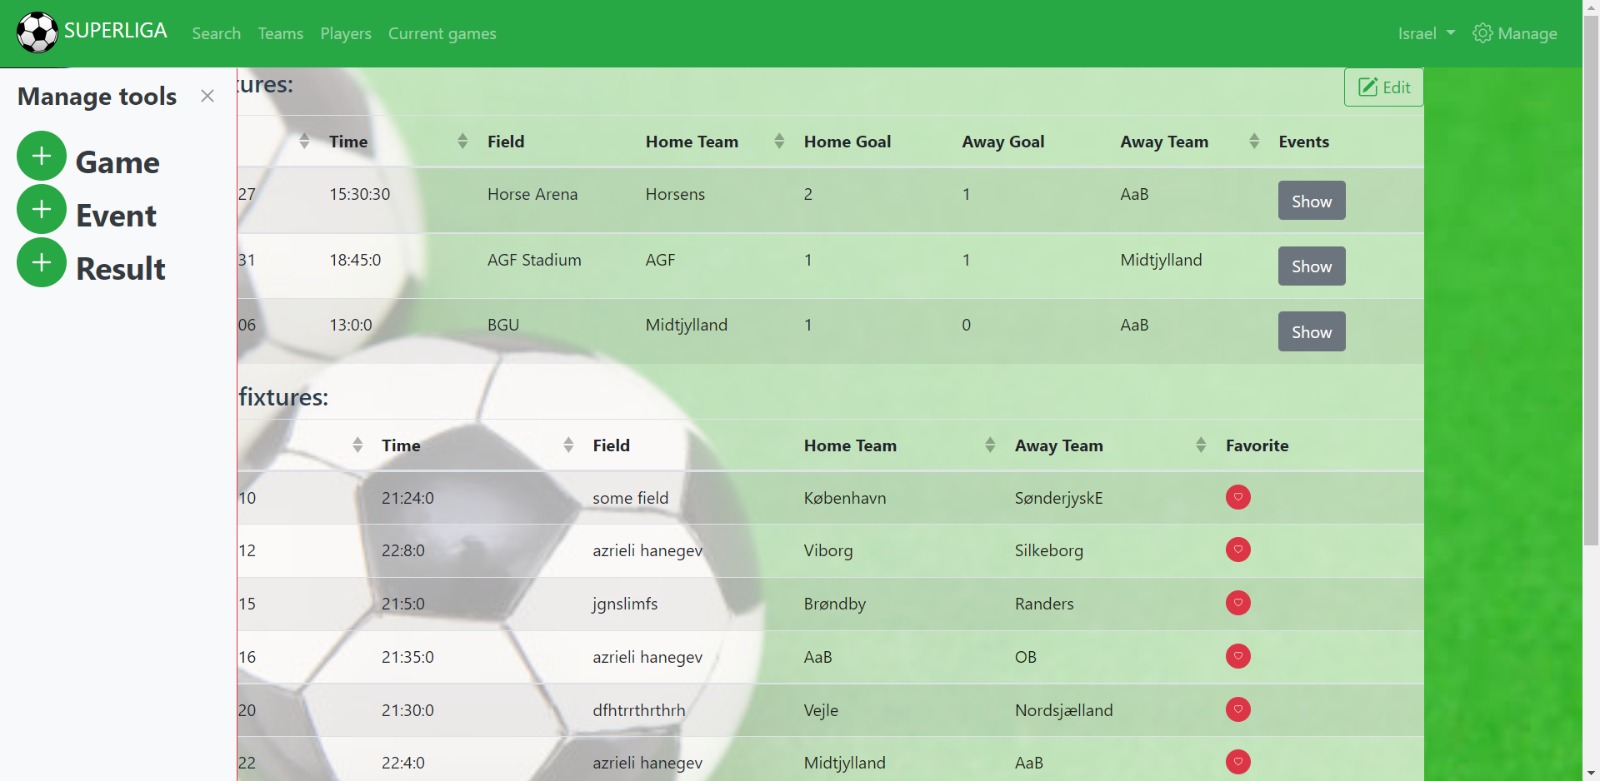 SUPERLIGA Search Teams Players Current games Israel Manage
Manage tools ×
Game
Event
Result
tures:
Edit
Time Field Home Team Home Goal Away Goal Away Team Events
27 15:30:30 Horse Arena Horsens 2 1 AaB Show
31 18:45:0 AGF Stadium AGF 1 1 Midtjylland Show
06 13:0:0 BGU Midtjylland 1 0 AaB Show
fixtures:
Time Field Home Team Away Team Favorite
10 21:24:0 some field København SønderjyskE
12 22:8:0 azrieli hanegev Viborg Silkeborg
15 21:5:0 jgnslimfs Brøndby Randers
16 21:35:0 azrieli hanegev AaB OB
20 21:30:0 dfhtrrthrthrh Vejle Nordsjælland
22 22:4:0 azrieli hanegev Midtjylland AaB